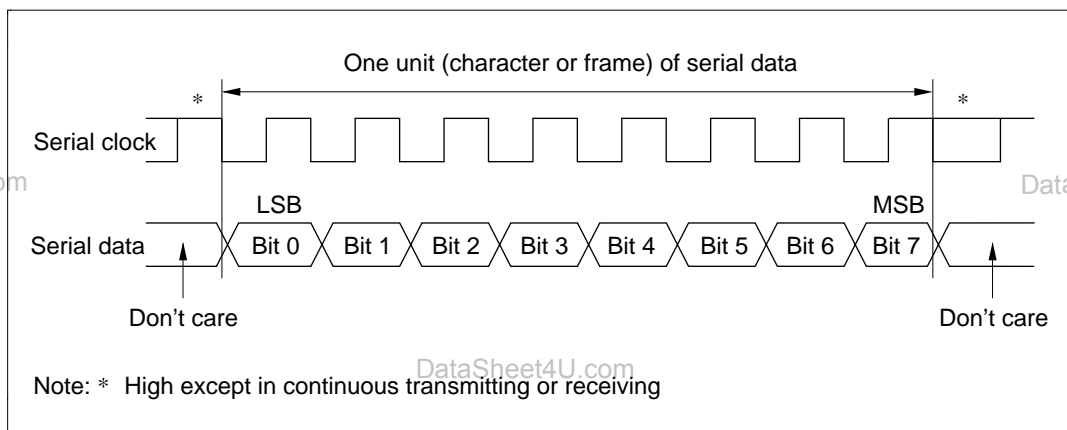 One unit (character or frame) of serial data
* *
Serial clock
om Data
LSB MSB
Serial data Bit 0 Bit 1 Bit 2 Bit 3 Bit 4 Bit 5 Bit 6 Bit 7
Don't care Don't care
DataSheet4U.com
Note: * High except in continuous transmitting or receiving